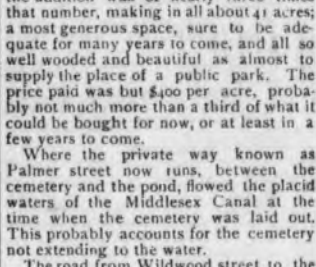 that number, making in all about 41 acres;
a most generous space, sure to be ade-
quate for many years to come, and all so
well wooded and beautiful as almost to
supply the place of a public park. The
price paid was but $400 per acre, proba-
bly not much more than a third of what it
could be bought for now, or at least in a
few years to come.
Where the private way known as
Palmer street now runs, between the
cemetery and the pond, flowed the placid
waters of the Middlesex Canal at the
time when the cemetery was laid out.
This probably accounts for the cemetery
not extending to the water.
The road from Wildwood street to the